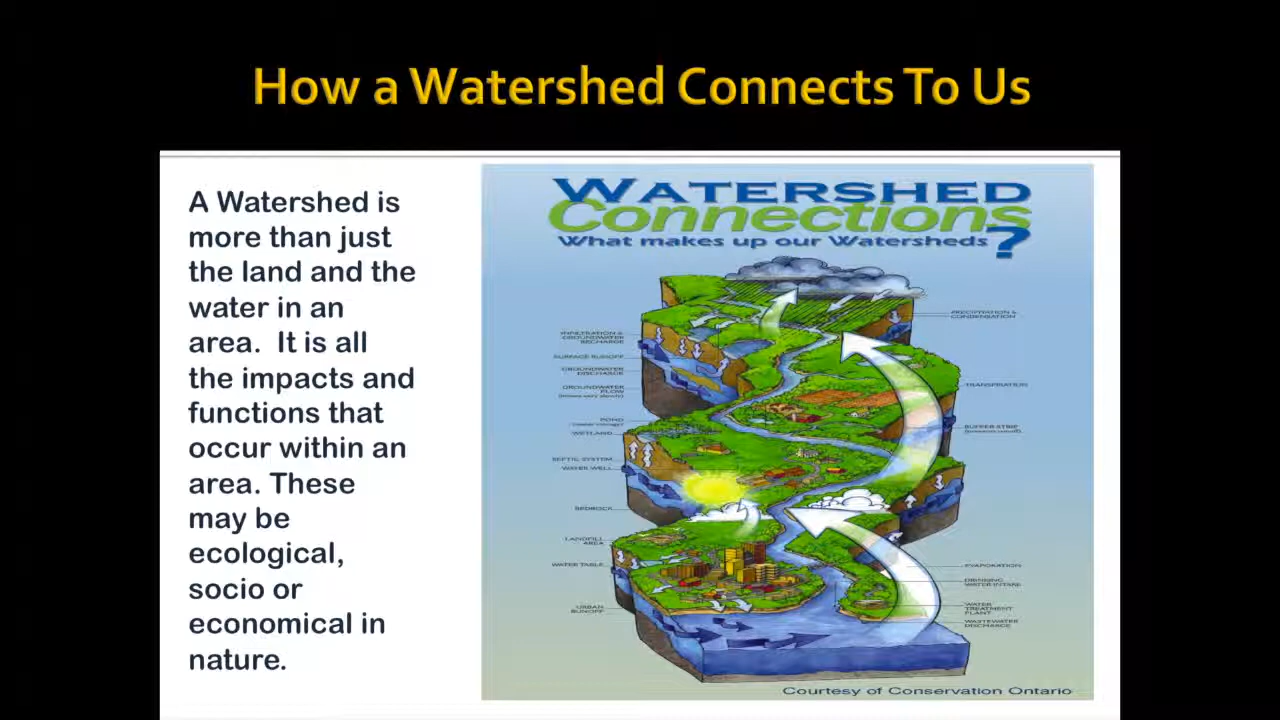 How a Watershed Connects To Us
A Watershed is
more than just
the land and the
water in an
area. It is all
the impacts and
functions that
occur within an
area. These
may be
ecological,
socio or
economical in
nature.
WATERSHED
Connections
What makes up our Watersheds?
PRECIPITATION &
CONDENSATION
INFILTRATION &
GROUNDWATER
RECHARGE
SURFACE RUNOFF
GROUNDWATER
DISCHARGE
GROUNDWATER
FLOW
TRANSPIRATION
POND
WETLAND
BUFFER STRIP
SEPTIC SYSTEM
WATER WELL
BEDROCK
LANDFILL
AREA
WATER TABLE
EVAPORATION
DRINKING
WATER INTAKE
URBAN
RUNOFF
WATER
TREATMENT
PLANT
WASTEWATER
DISCHARGE
Courtesy of Conservation Ontario